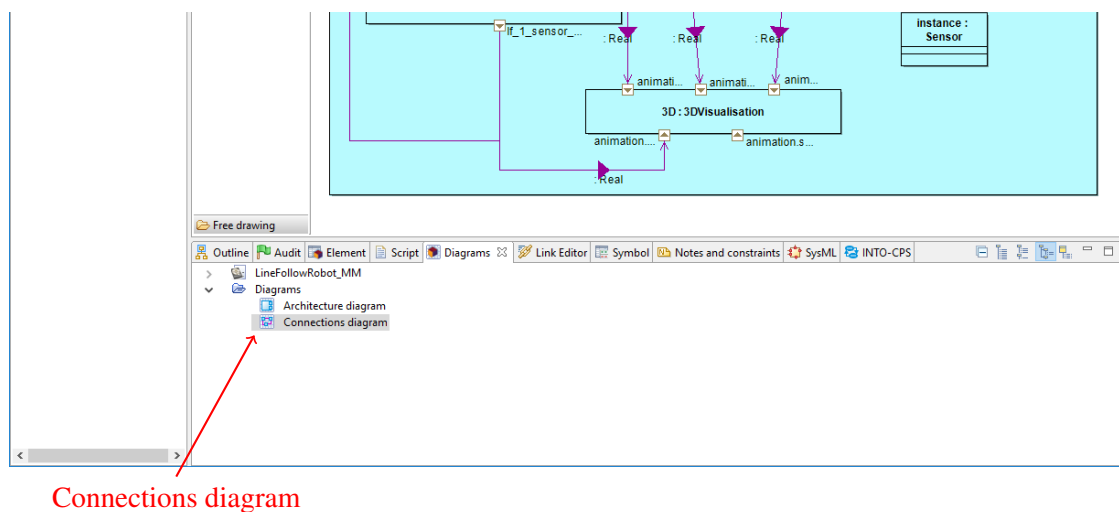 lf_1_sensor_...
: Real
: Real
: Real
instance :
Sensor
animati...
animati...
anim...
3D : 3DVisualisation
animation....
animation.s...
: Real
Free drawing
Outline Audit Element Script Diagrams Link Editor Symbol Notes and constraints SysML INTO-CPS
LineFollowRobot_MM
Diagrams
Architecture diagram
Connections diagram
Connections diagram